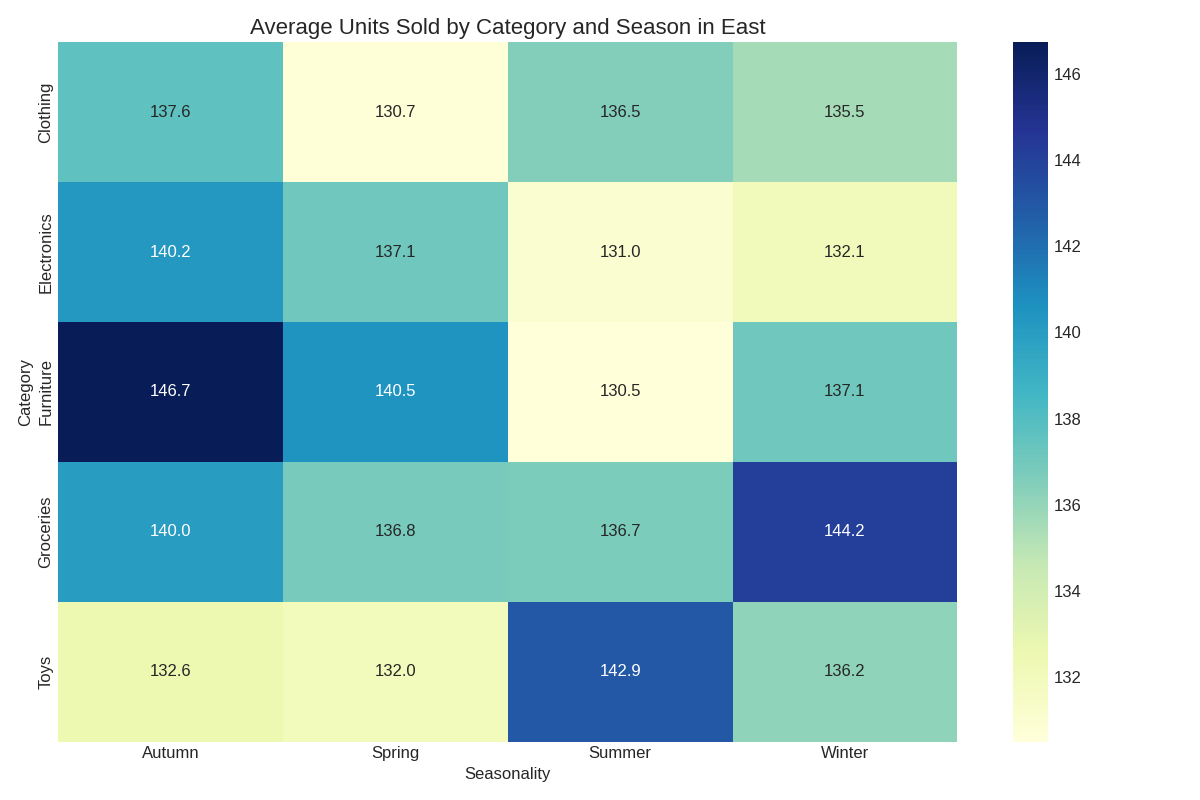 Average Units Sold by Category and Season in East
Category
Clothing
137.6 130.7 136.5 135.5
Electronics
140.2 137.1 131.0 132.1
Furniture
146.7 140.5 130.5 137.1
Groceries
140.0 136.8 136.7 144.2
Toys
132.6 132.0 142.9 136.2
Autumn Spring Summer Winter
Seasonality
146
144
142
140
138
136
134
132